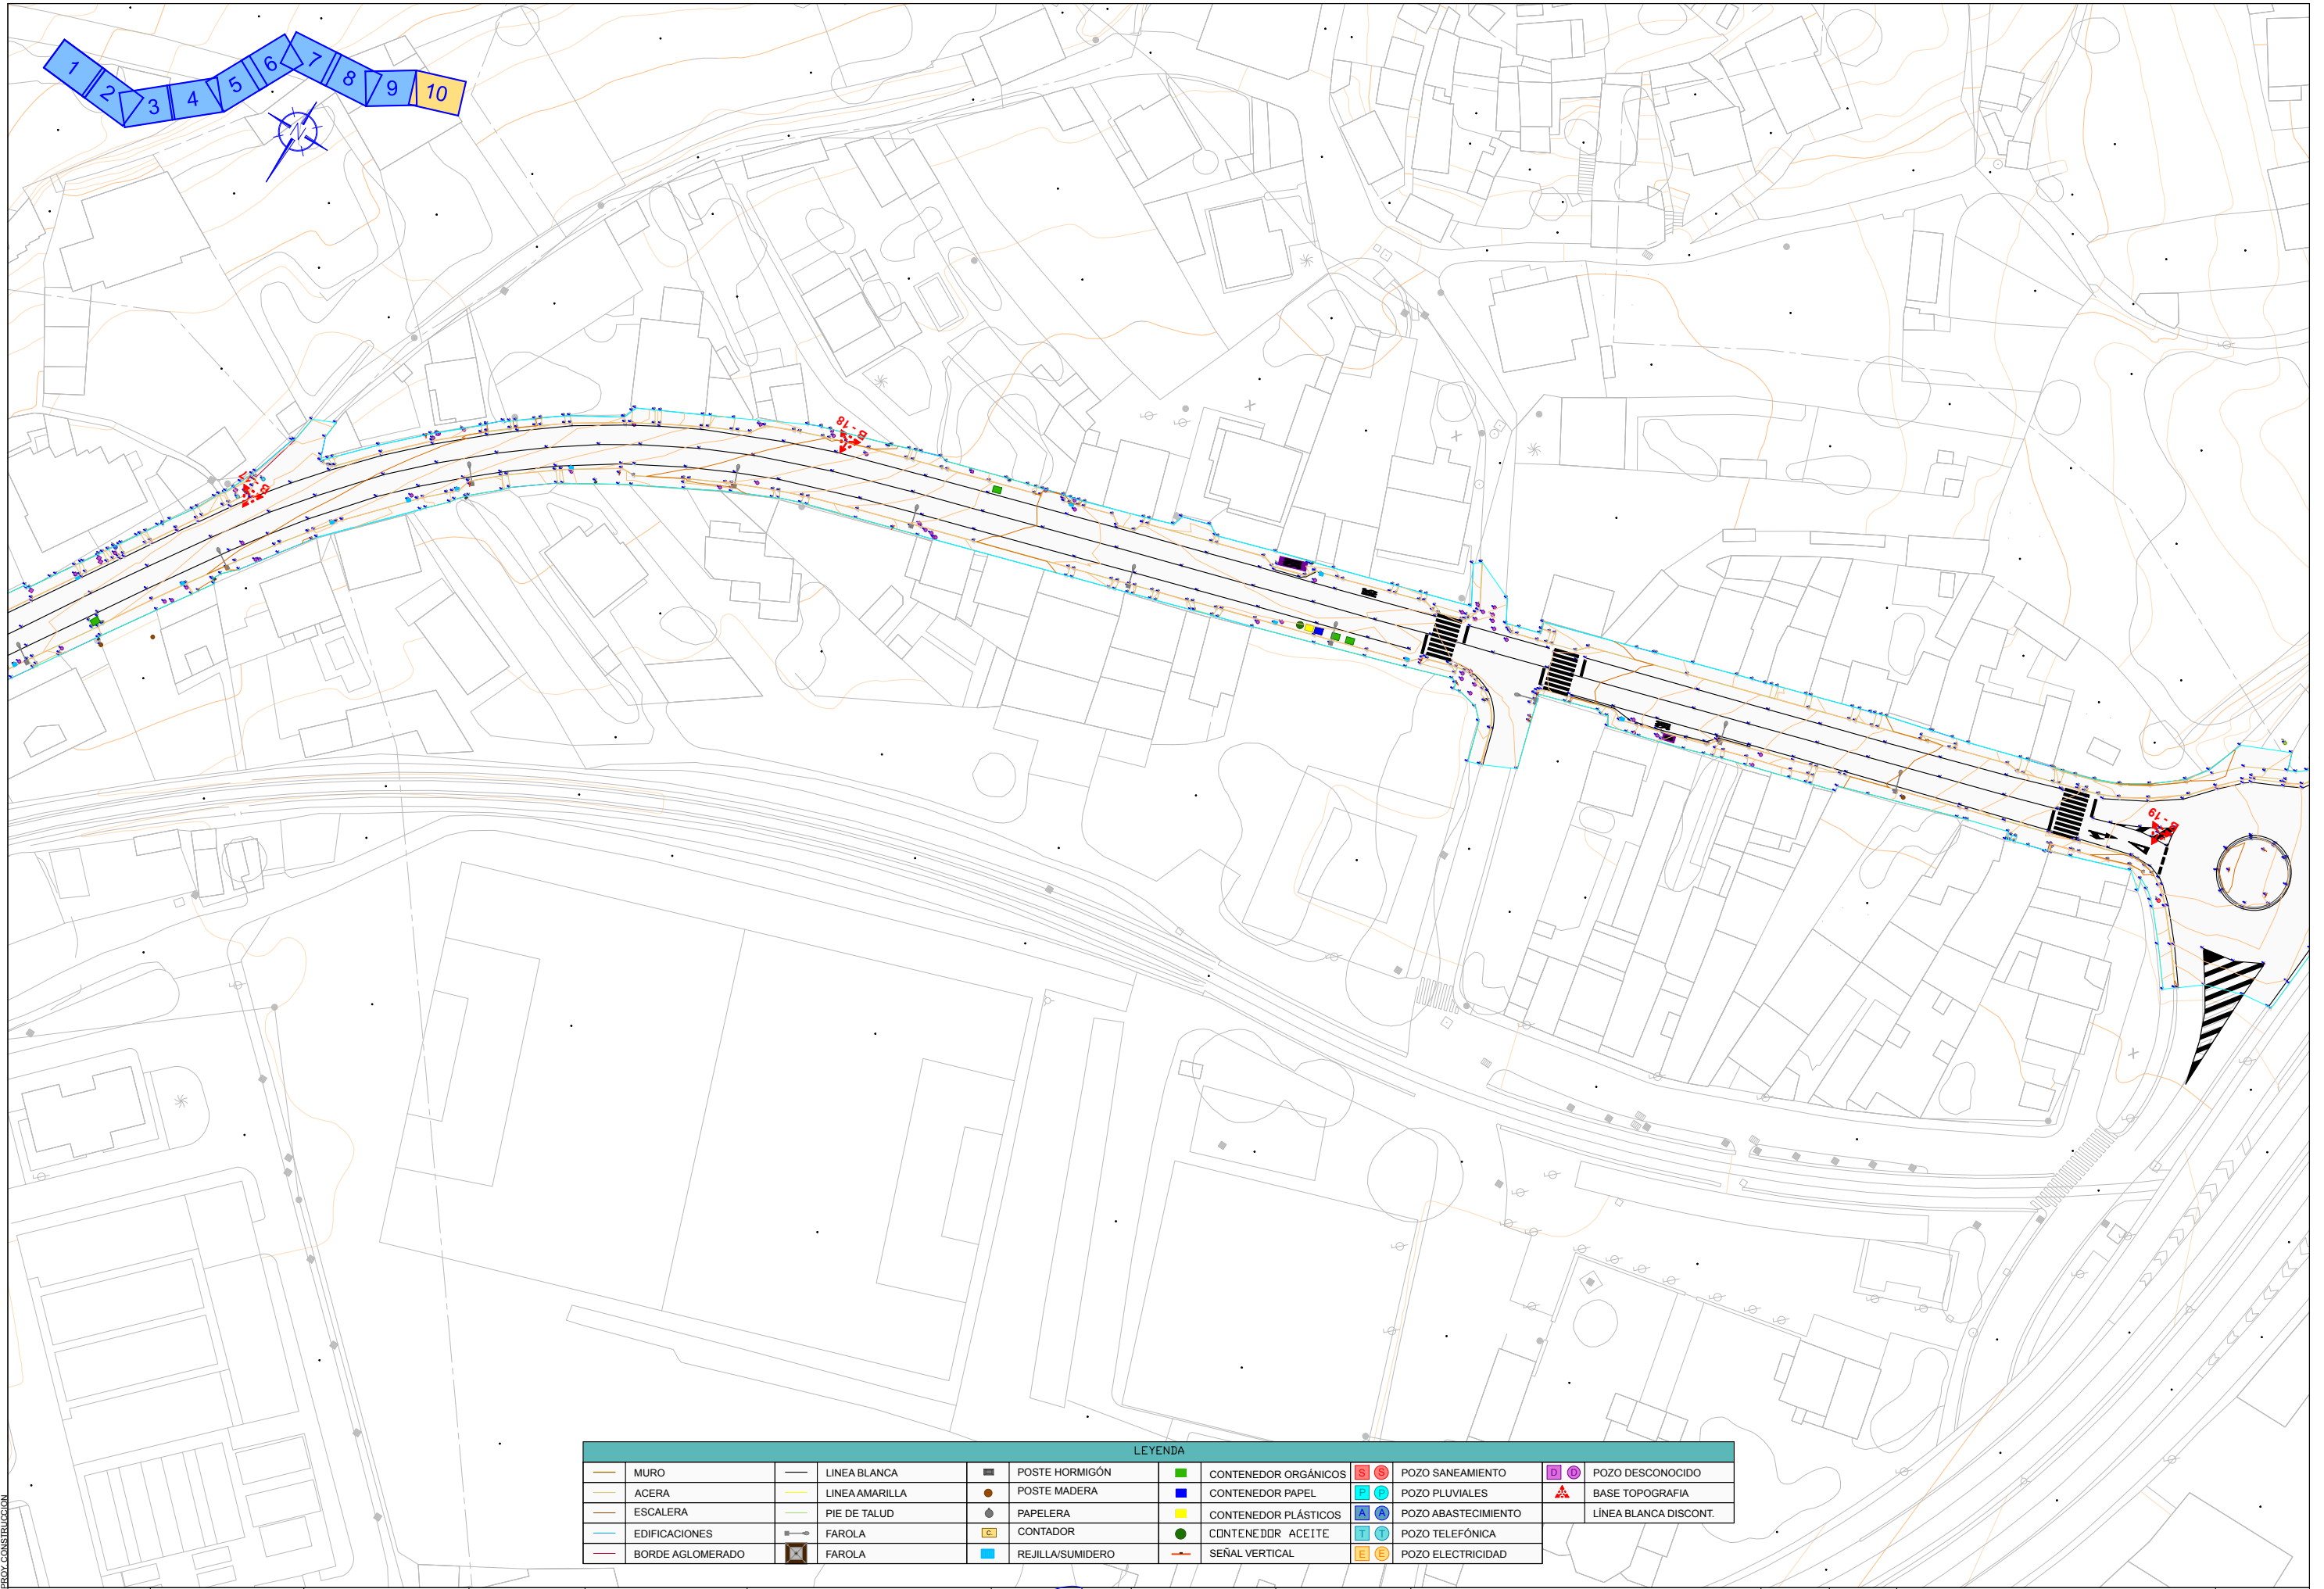 1
2
3
4
5
6
7
8
9
10
N
B - 18
B - 19
LEYENDA
MURO
LINEA BLANCA
POSTE HORMIGÓN
CONTENEDOR ORGÁNICOS
S S
POZO SANEAMIENTO
D D
POZO DESCONOCIDO
ACERA
LINEA AMARILLA
POSTE MADERA
CONTENEDOR PAPEL
P P
POZO PLUVIALES
BASE TOPOGRAFIA
ESCALERA
PIE DE TALUD
PAPELERA
CONTENEDOR PLÁSTICOS
A A
POZO ABASTECIMIENTO
LÍNEA BLANCA DISCONT.
EDIFICACIONES
FAROLA
C.
CONTADOR
CONTENEDOR ACEITE
T T
POZO TELEFÓNICA
BORDE AGLOMERADO
FAROLA
REJILLA/SUMIDERO
SEÑAL VERTICAL
E E
POZO ELECTRICIDAD
PROY.CONSTRUCCION